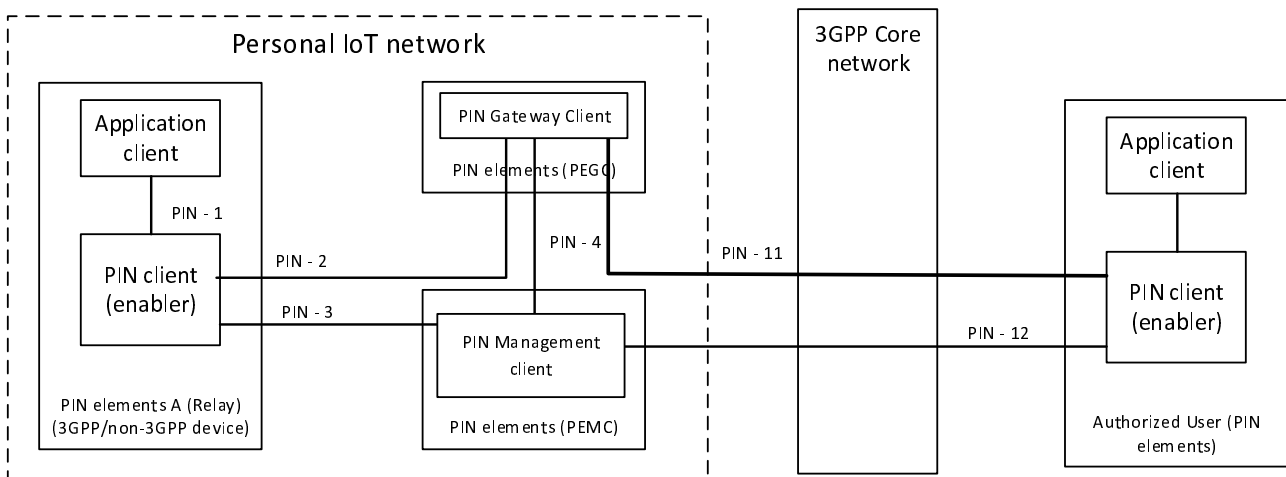 Personal IoT network
3GPP Core
network
Application
client
PIN Gateway Client
PIN elements (PEGC)
Application
client
PIN - 1
PIN - 2
PIN - 4
PIN - 11
PIN client
(enabler)
PIN client
(enabler)
PIN - 3
PIN - 12
PIN Management
client
PIN elements A (Relay)
(3GPP/non-3GPP device)
PIN elements (PEMC)
Authorized User (PIN
elements)